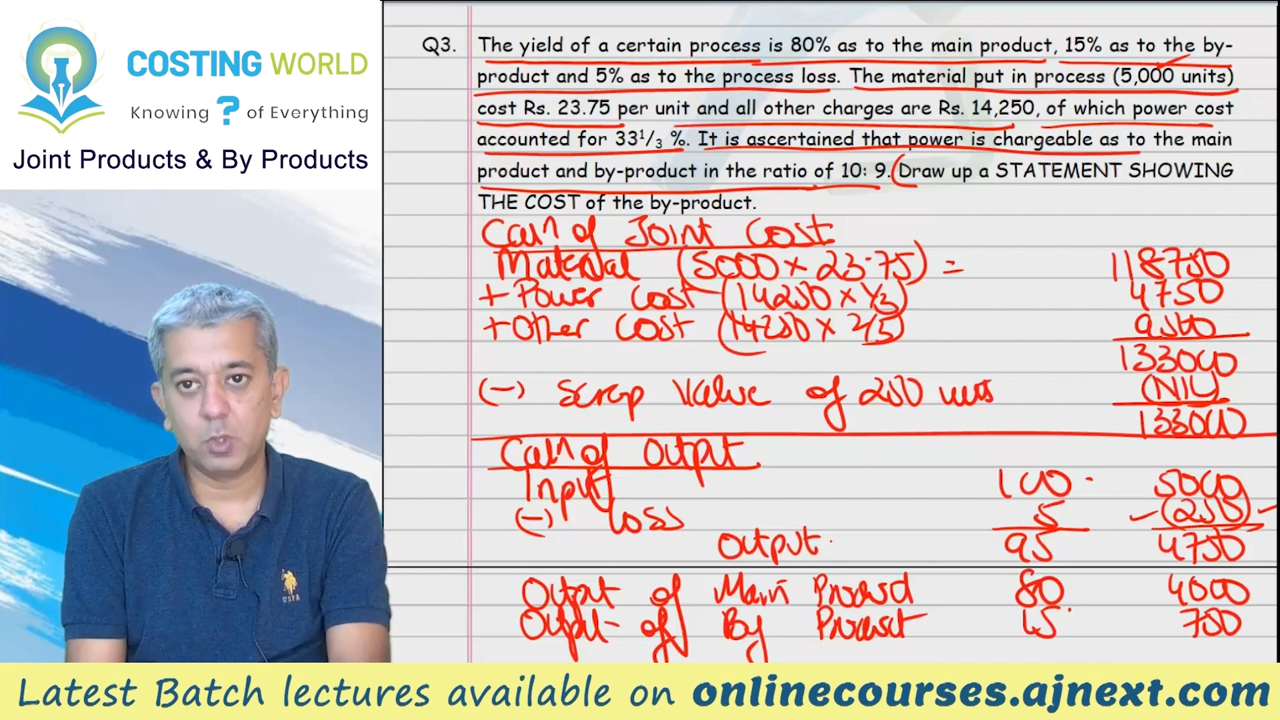 COSTING WORLD
Knowing ? of Everything
Joint Products & By Products
Q3. The yield of a certain process is 80% as to the main product, 15% as to the by-
product and 5% as to the process loss. The material put in process (5,000 units)
cost Rs. 23.75 per unit and all other charges are Rs. 14,250, of which power cost
accounted for 33 1/3 %. It is ascertained that power is chargeable as to the main
product and by-product in the ratio of 10: 9. Draw up a STATEMENT SHOWING
THE COST of the by-product.
Caln of Joint Cost
Material (5000 × 23.75) = 118750
+ Power Cost (14250 × 1/3) 4750
+ Other Cost (14250 × 2/3) 9500
133000
(-) Scrap Value of 250 units (NIL)
133000
Caln of Output
Input 100 5000
(-) Loss 5 (250)
Output 95 4750
Output of Main Product 80 4000
Output of By Product 15 750
USPA
Latest Batch lectures available on onlinecourses.ajnext.com